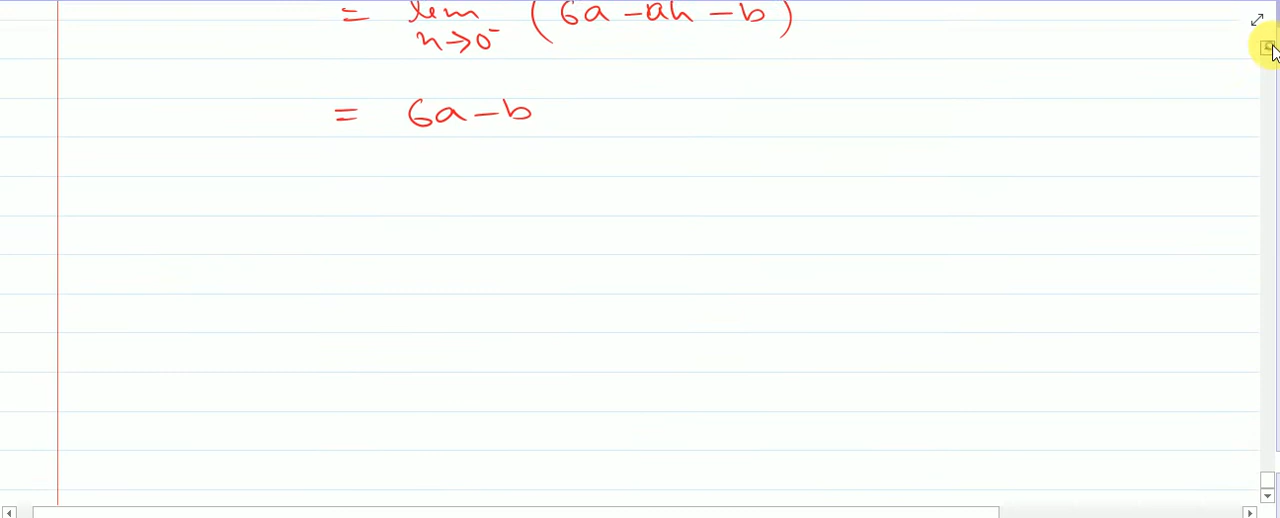 = lim (6a - ah - b)
h→0⁻
= 6a - b